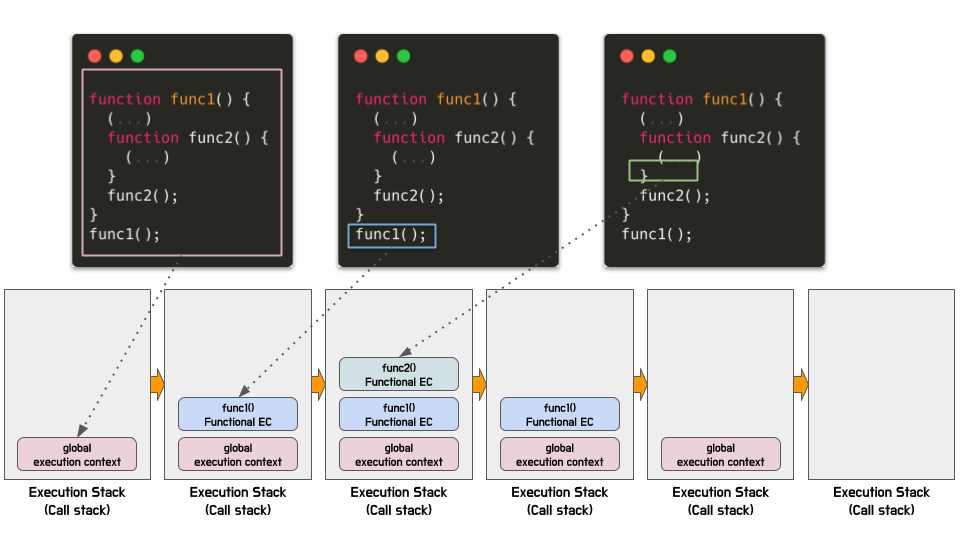 function func1() {
(...)
function func2() {
(...)
}
func2();
}
func1();
function func1() {
(...)
function func2() {
(...)
}
func2();
}
func1();
function func1() {
(...)
function func2() {
(...)
}
func2();
}
func1();
global
execution context
Execution Stack
(Call stack)
func1()
Functional EC
global
execution context
Execution Stack
(Call stack)
func2()
Functional EC
func1()
Functional EC
global
execution context
Execution Stack
(Call stack)
func1()
Functional EC
global
execution context
Execution Stack
(Call stack)
global
execution context
Execution Stack
(Call stack)
Execution Stack
(Call stack)